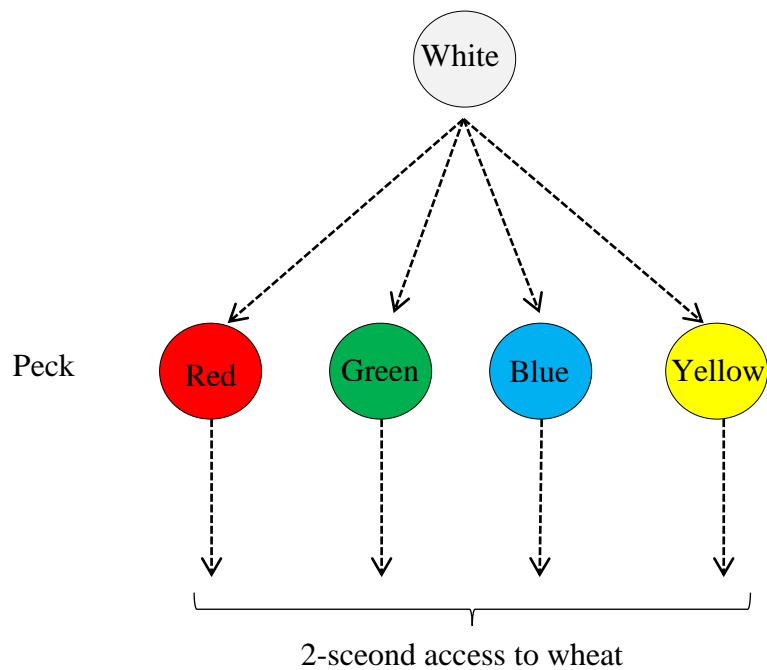 White
Peck
Red
Green
Blue
Yellow
2-sceond access to wheat